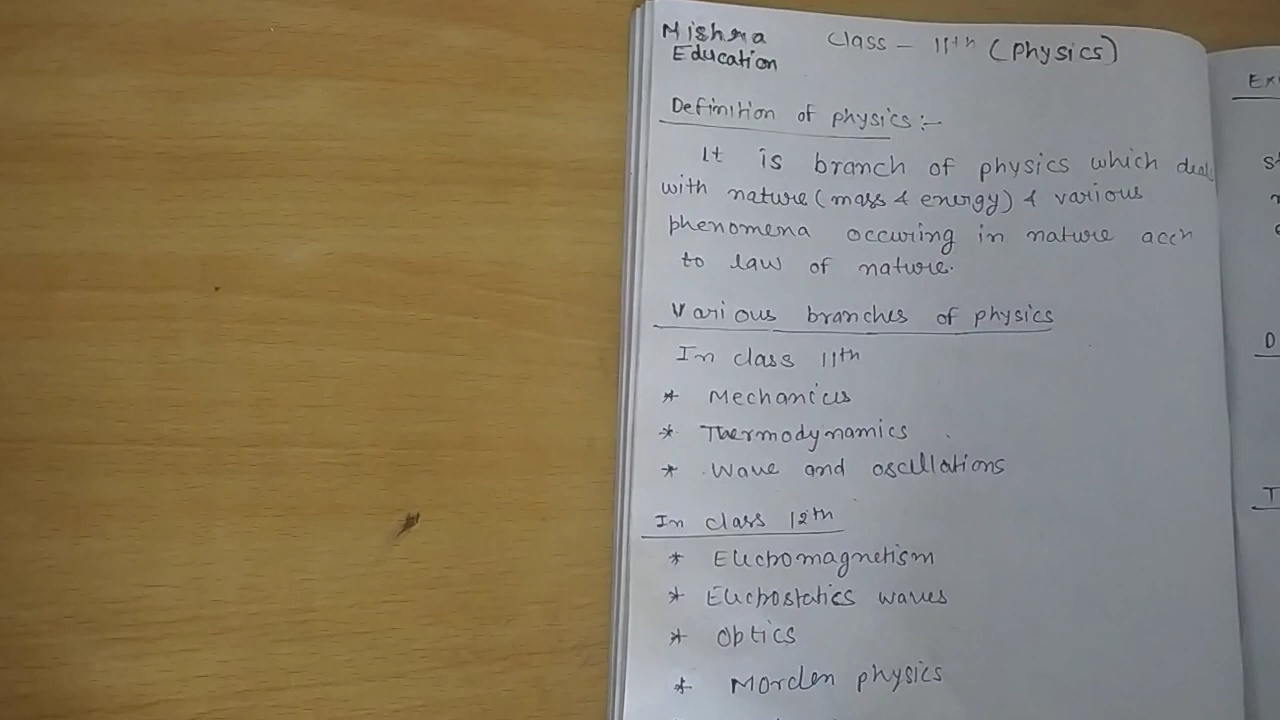 Mishra Class - 11th (Physics)
Education
Definition of physics :-
It is branch of physics which deal
with nature (mass & energy) & various
phenomena occuring in nature accn
to law of nature.
Various branches of physics
In class 11th
* Mechanics
* Thermodynamics
* Wave and oscillations
In class 12th
* Electromagnetism
* Electrostatics waves
* Optics
* Morden physics